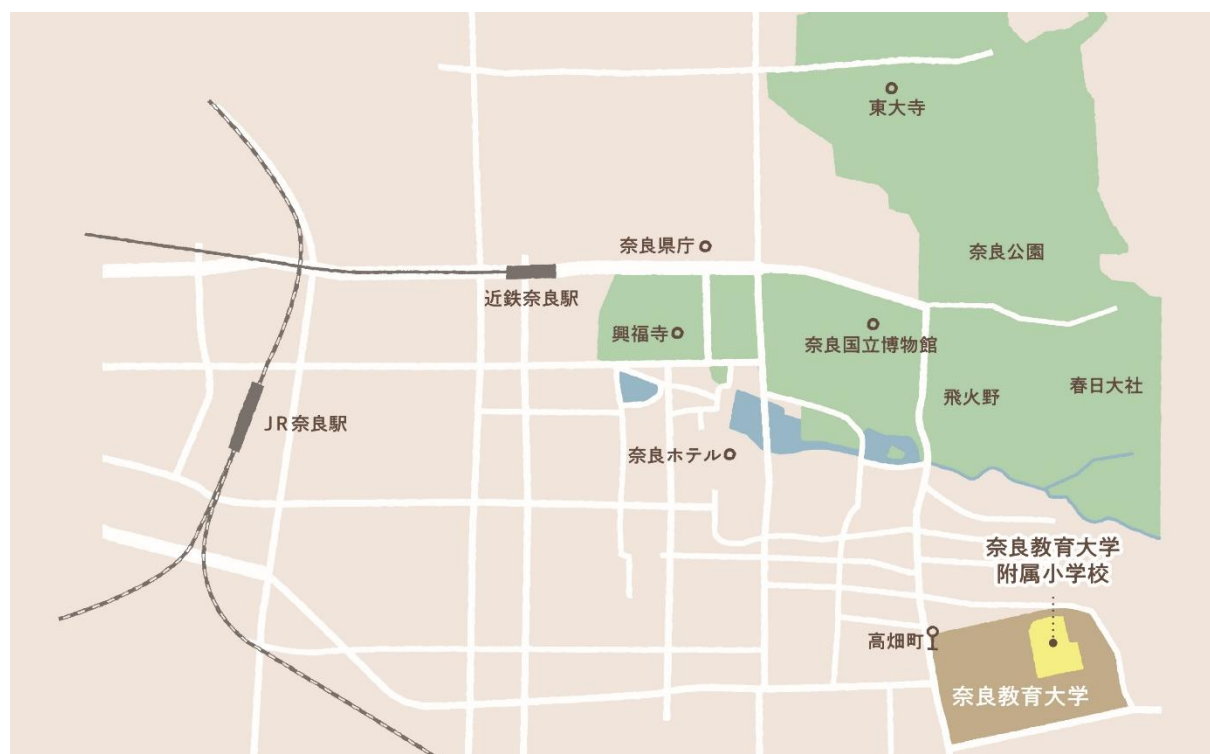 東大寺
奈良県庁
奈良公園
近鉄奈良駅
興福寺
奈良国立博物館
飛火野
春日大社
JR奈良駅
奈良ホテル
奈良教育大学
附属小学校
高畑町
奈良教育大学